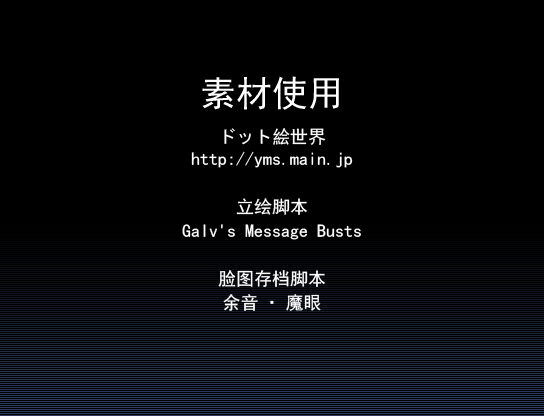 素材使用
ドット絵世界
http://yms.main.jp
立绘脚本
Galv's Message Busts
脸图存档脚本
余音 · 魔眼